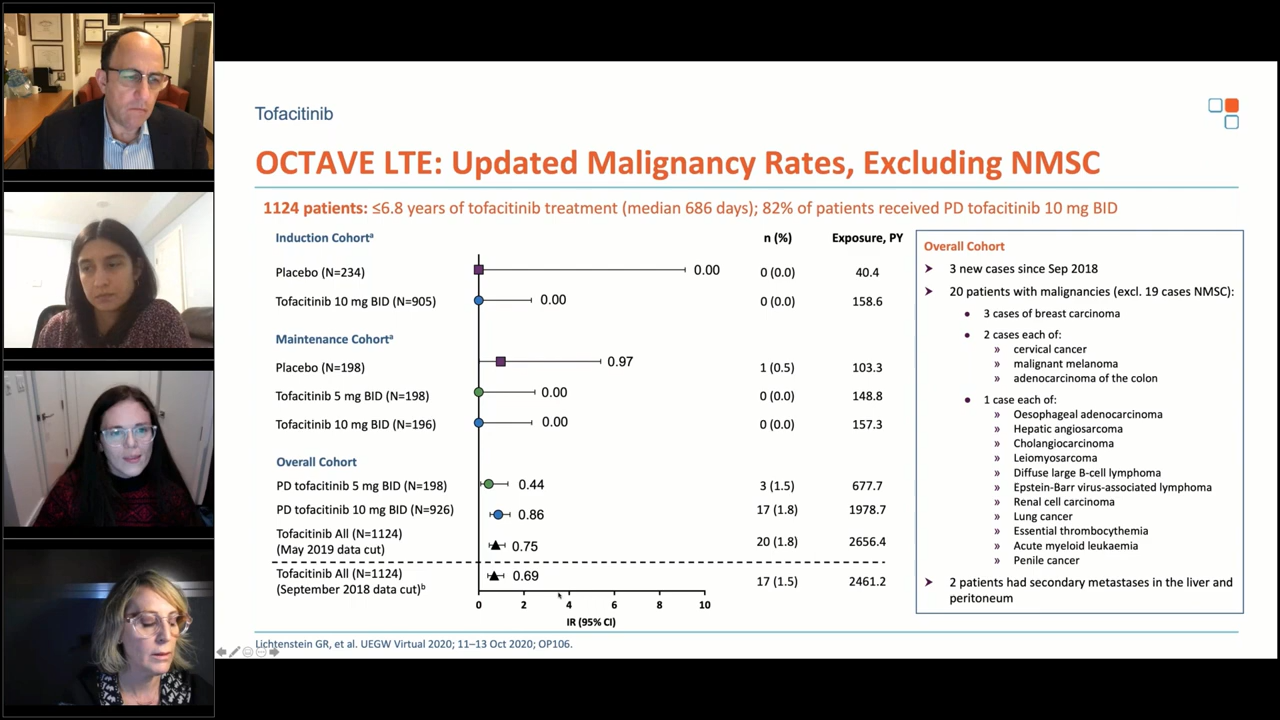 Tofacitinib
OCTAVE LTE: Updated Malignancy Rates, Excluding NMSC
1124 patients: ≤6.8 years of tofacitinib treatment (median 686 days); 82% of patients received PD tofacitinib 10 mg BID
Induction Cohortᵃ n (%) Exposure, PY
Placebo (N=234) 0.00 0 (0.0) 40.4
Tofacitinib 10 mg BID (N=905) 0.00 0 (0.0) 158.6
Maintenance Cohortᵃ
Placebo (N=198) 0.97 1 (0.5) 103.3
Tofacitinib 5 mg BID (N=198) 0.00 0 (0.0) 148.8
Tofacitinib 10 mg BID (N=196) 0.00 0 (0.0) 157.3
Overall Cohort
PD tofacitinib 5 mg BID (N=198) 0.44 3 (1.5) 677.7
PD tofacitinib 10 mg BID (N=926) 0.86 17 (1.8) 1978.7
Tofacitinib All (N=1124)
(May 2019 data cut) 0.75 20 (1.8) 2656.4
Tofacitinib All (N=1124)
(September 2018 data cut)ᵇ 0.69 17 (1.5) 2461.2
0 2 4 6 8 10
IR (95% CI)
Overall Cohort
3 new cases since Sep 2018
20 patients with malignancies (excl. 19 cases NMSC):
3 cases of breast carcinoma
2 cases each of:
cervical cancer
malignant melanoma
adenocarcinoma of the colon
1 case each of:
Oesophageal adenocarcinoma
Hepatic angiosarcoma
Cholangiocarcinoma
Leiomyosarcoma
Diffuse large B-cell lymphoma
Epstein-Barr virus-associated lymphoma
Renal cell carcinoma
Lung cancer
Essential thrombocythemia
Acute myeloid leukaemia
Penile cancer
2 patients had secondary metastases in the liver and
peritoneum
Lichtenstein GR, et al. UEGW Virtual 2020; 11–13 Oct 2020; OP106.